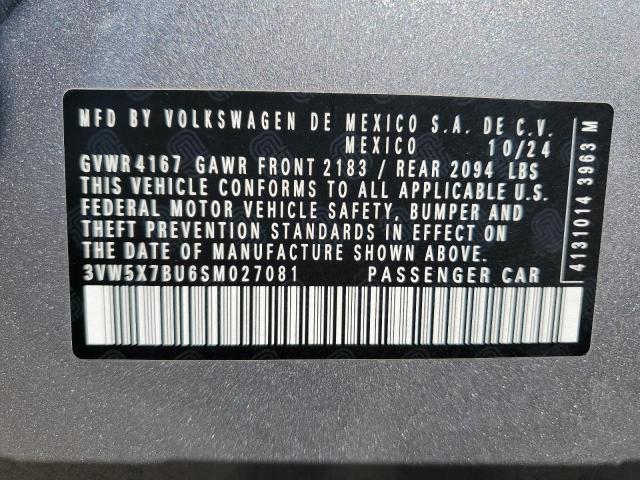 MFD BY VOLKSWAGEN DE MEXICO S.A. DE C.V.
MEXICO 10/24
GVWR 4167 GAWR FRONT 2183 / REAR 2094 LBS
THIS VEHICLE CONFORMS TO ALL APPLICABLE U.S.
FEDERAL MOTOR VEHICLE SAFETY, BUMPER AND
THEFT PREVENTION STANDARDS IN EFFECT ON
THE DATE OF MANUFACTURE SHOWN ABOVE.
3VW5X7BU6SM027081 PASSENGER CAR
4131014 3963 M